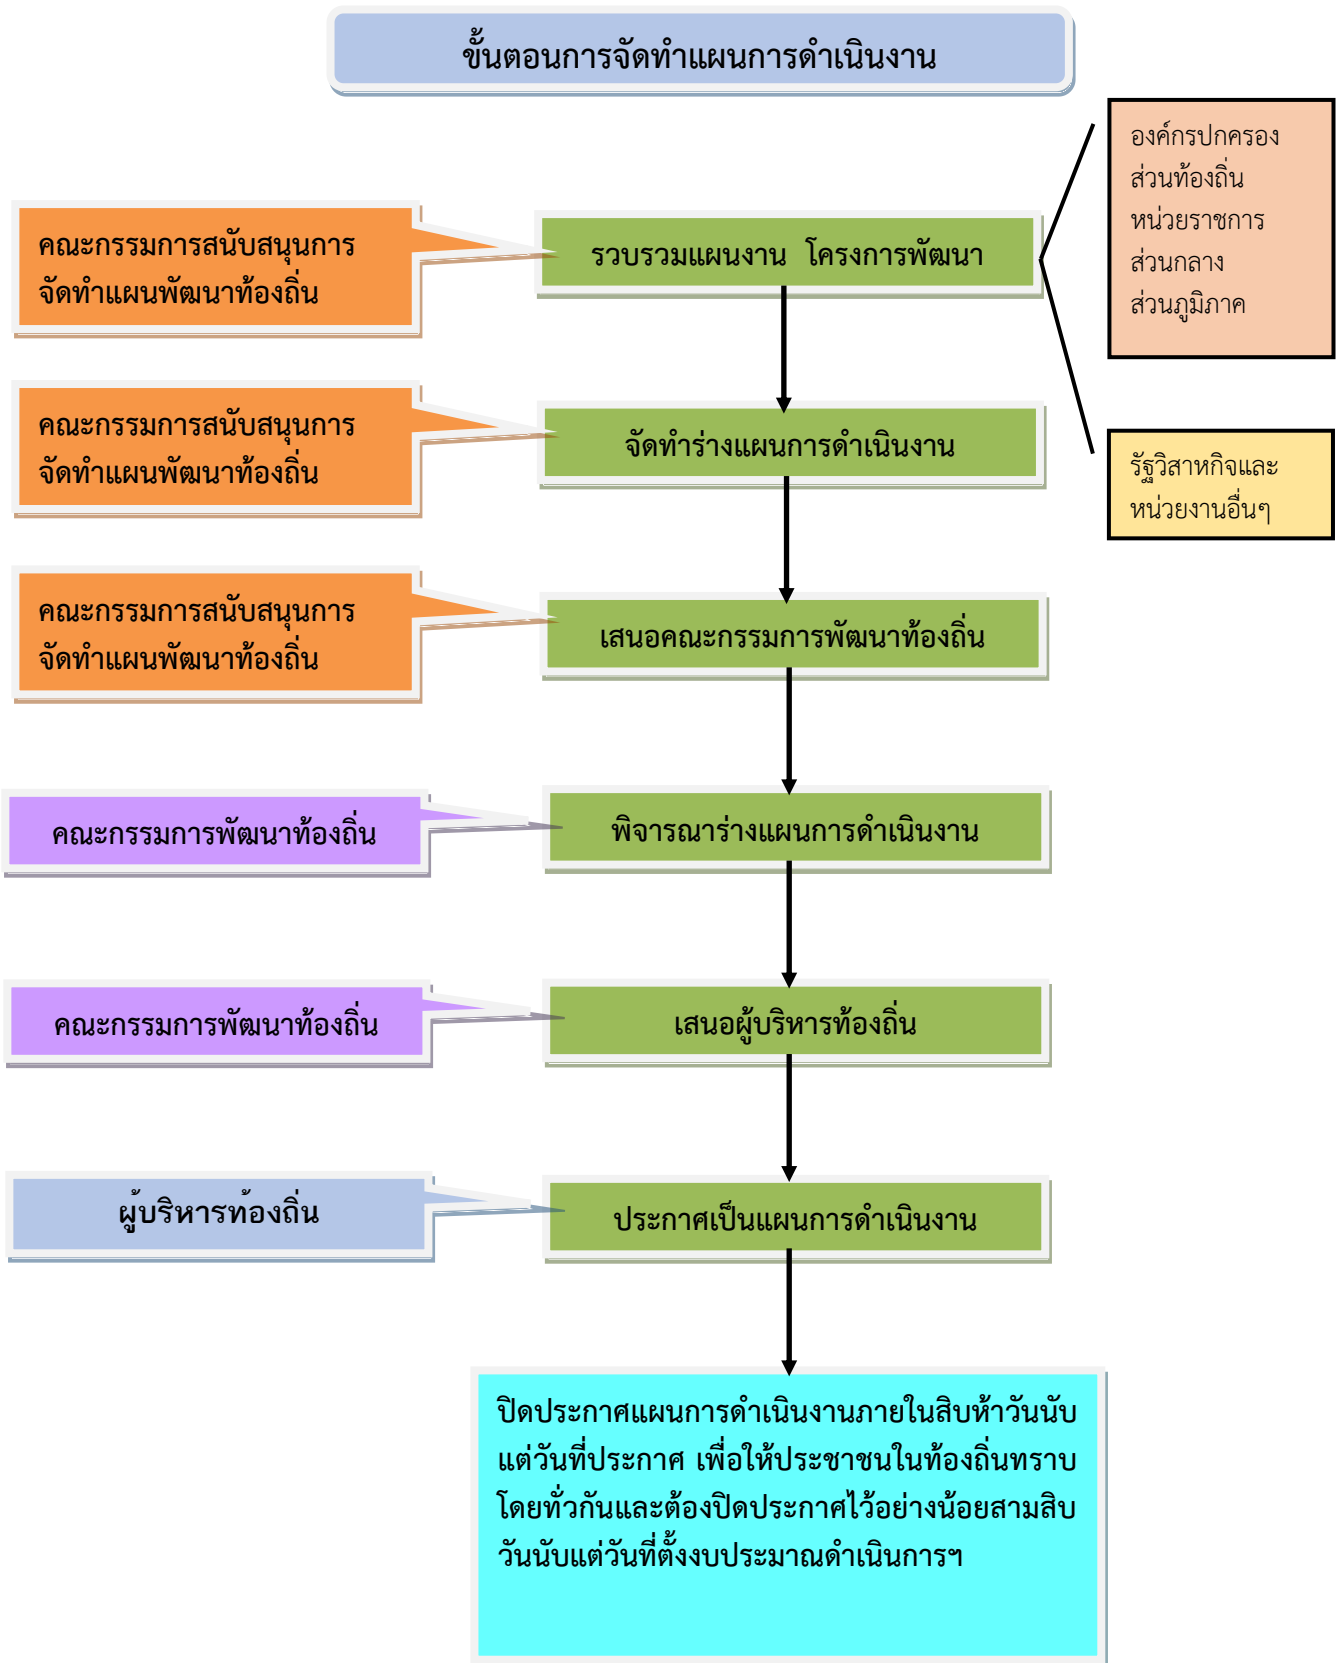 ขั้นตอนการจัดทำแผนการดำเนินงาน
องค์กรปกครอง
ส่วนท้องถิ่น
หน่วยราชการ
ส่วนกลาง
ส่วนภูมิภาค
คณะกรรมการสนับสนุนการ
จัดทำแผนพัฒนาท้องถิ่น
รวบรวมแผนงาน โครงการพัฒนา
คณะกรรมการสนับสนุนการ
จัดทำแผนพัฒนาท้องถิ่น
จัดทำร่างแผนการดำเนินงาน
รัฐวิสาหกิจและ
หน่วยงานอื่นๆ
คณะกรรมการสนับสนุนการ
จัดทำแผนพัฒนาท้องถิ่น
เสนอคณะกรรมการพัฒนาท้องถิ่น
คณะกรรมการพัฒนาท้องถิ่น
พิจารณาร่างแผนการดำเนินงาน
คณะกรรมการพัฒนาท้องถิ่น
เสนอผู้บริหารท้องถิ่น
ผู้บริหารท้องถิ่น
ประกาศเป็นแผนการดำเนินงาน
ปิดประกาศแผนการดำเนินงานภายในสิบห้าวันนับ
แต่วันที่ประกาศ เพื่อให้ประชาชนในท้องถิ่นทราบ
โดยทั่วกันและต้องปิดประกาศไว้อย่างน้อยสามสิบ
วันนับแต่วันที่ตั้งงบประมาณดำเนินการฯ